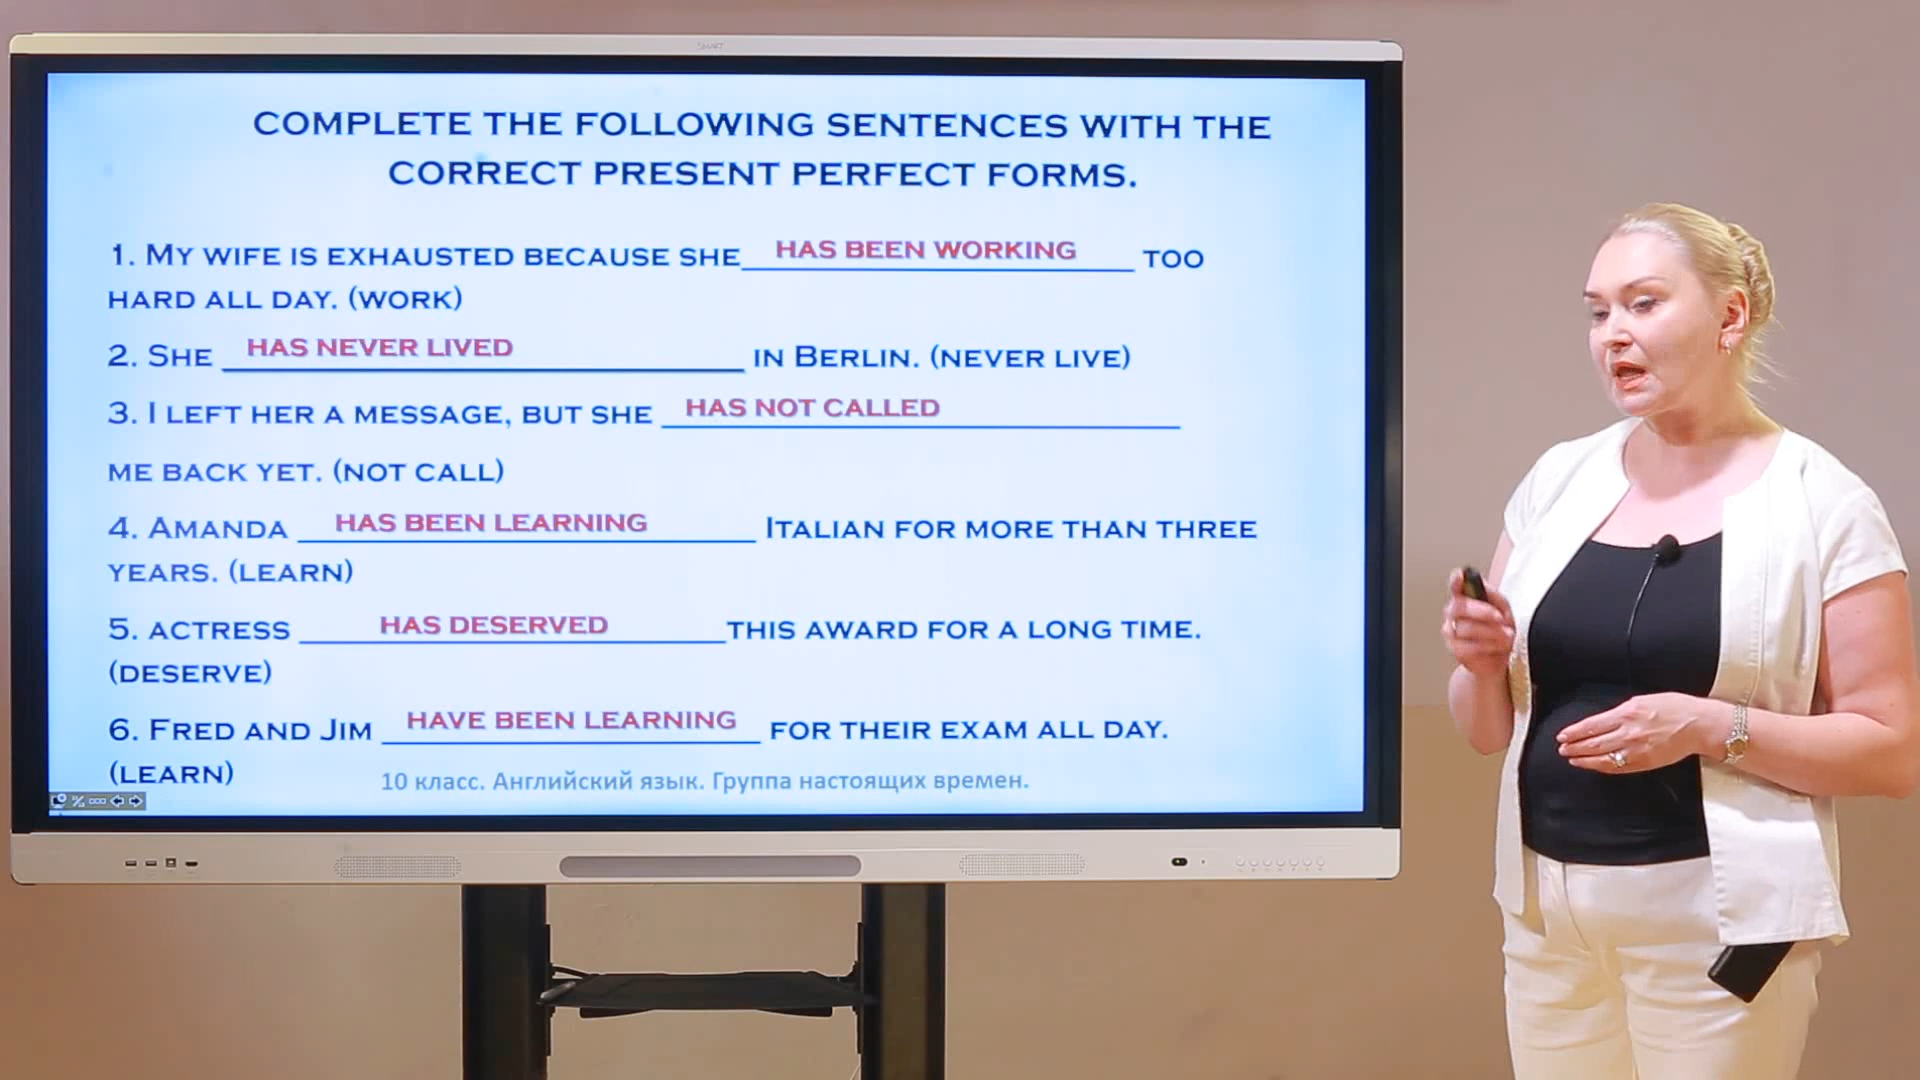 SMART
COMPLETE THE FOLLOWING SENTENCES WITH THE
CORRECT PRESENT PERFECT FORMS.
1. MY WIFE IS EXHAUSTED BECAUSE SHE HAS BEEN WORKING TOO
HARD ALL DAY. (WORK)
2. SHE HAS NEVER LIVED IN BERLIN. (NEVER LIVE)
3. I LEFT HER A MESSAGE, BUT SHE HAS NOT CALLED
ME BACK YET. (NOT CALL)
4. AMANDA HAS BEEN LEARNING ITALIAN FOR MORE THAN THREE
YEARS. (LEARN)
5. ACTRESS HAS DESERVED THIS AWARD FOR A LONG TIME.
(DESERVE)
6. FRED AND JIM HAVE BEEN LEARNING FOR THEIR EXAM ALL DAY.
(LEARN)
10 класс. Английский язык. Группа настоящих времен.